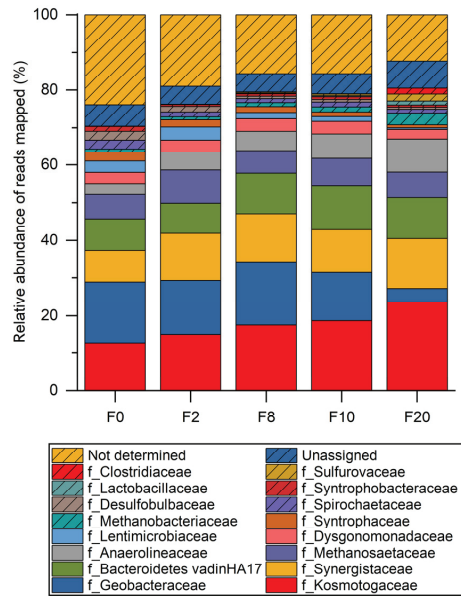 Relative abundance of reads mapped (%)
100
80
60
40
20
0
F0 F2 F8 F10 F20
Not determined Unassigned
f_Clostridiaceae f_Sulfurovaceae
f_Lactobacillaceae f_Syntrophobacteraceae
f_Desulfobulbaceae f_Spirochaetaceae
f_Methanobacteriaceae f_Syntrophaceae
f_Lentimicrobiaceae f_Dysgonomonadaceae
f_Anaerolineaceae f_Methanosaetaceae
f_Bacteroidetes vadinHA17 f_Synergistaceae
f_Geobacteraceae f_Kosmotogaceae